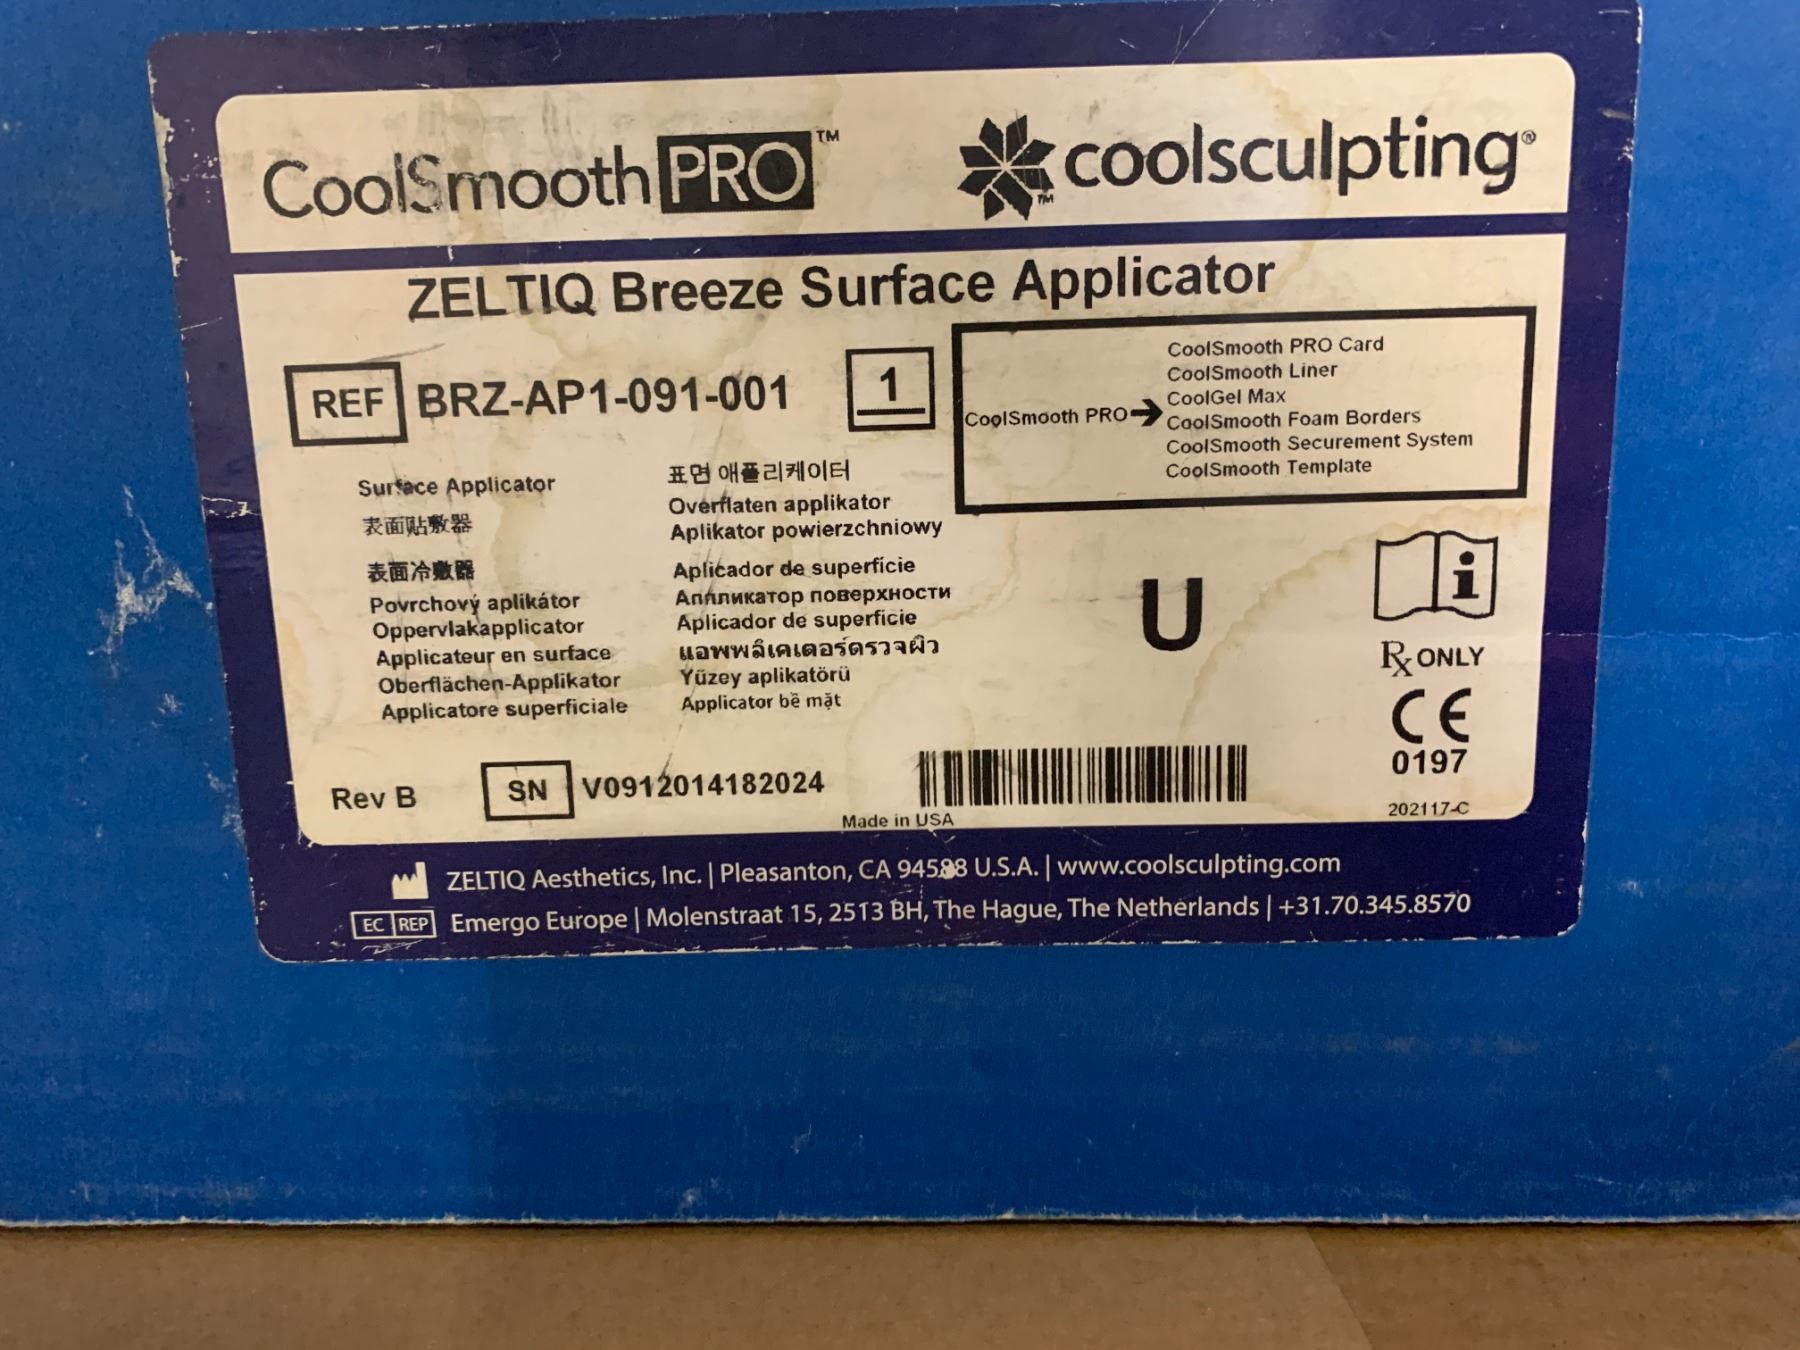 CoolSmooth PRO™
coolsculpting®
ZELTIQ Breeze Surface Applicator
REF BRZ-AP1-091-001
1
CoolSmooth PRO→
CoolSmooth PRO Card
CoolSmooth Liner
CoolGel Max
CoolSmooth Foam Borders
CoolSmooth Securement System
CoolSmooth Template
Surface Applicator
表面贴敷器
表面冷敷器
Povrchový aplikátor
Oppervlakapplicator
Applicateur en surface
Oberflächen-Applikator
Applicatore superficiale
표면 애플리케이터
Overflaten applikator
Aplikator powierzchniowy
Aplicador de superfície
Аппликатор поверхности
Aplicador de superficie
แอพพลิเคเตอร์ตรวจผิว
Yüzey aplikatörü
Applicator bề mặt
U
i
Rx ONLY
CE
0197
202117-C
Rev B
SN V0912014182024
Made in USA
ZELTIQ Aesthetics, Inc. | Pleasanton, CA 94588 U.S.A. | www.coolsculpting.com
EC REP Emergo Europe | Molenstraat 15, 2513 BH, The Hague, The Netherlands | +31.70.345.8570